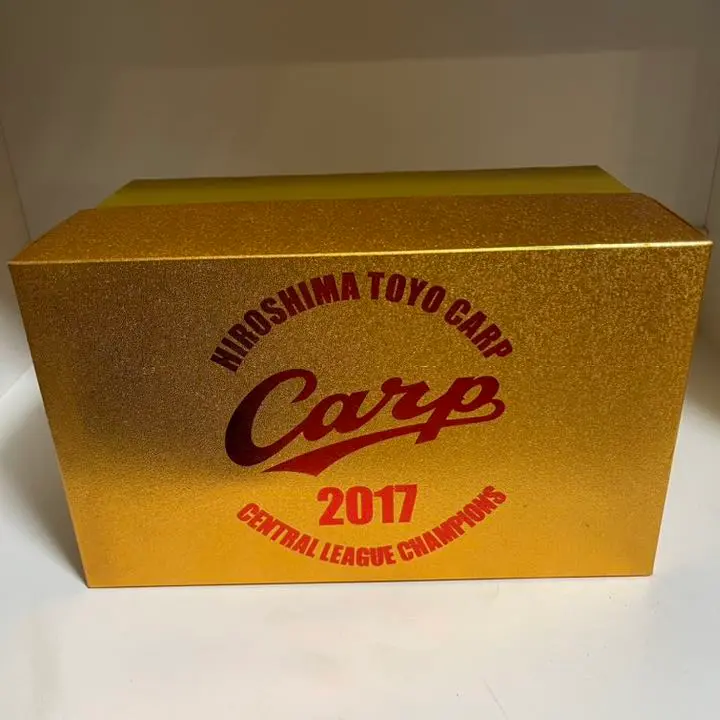 HIROSHIMA TOYO CARP
Carp
2017
CENTRAL LEAGUE CHAMPIONS